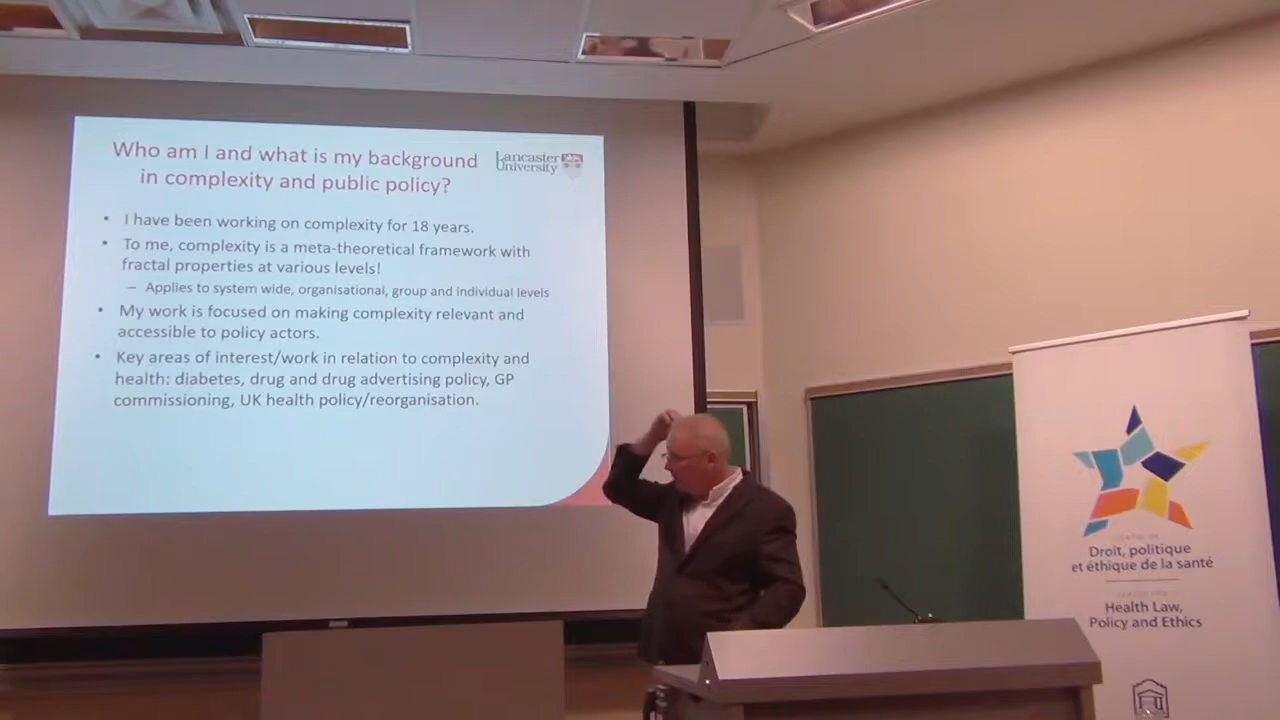 Who am I and what is my background
in complexity and public policy?
Lancaster
University
• I have been working on complexity for 18 years.
• To me, complexity is a meta-theoretical framework with
fractal properties at various levels!
– Applies to system wide, organisational, group and individual levels
• My work is focused on making complexity relevant and
accessible to policy actors.
• Key areas of interest/work in relation to complexity and
health: diabetes, drug and drug advertising policy, GP
commissioning, UK health policy/reorganisation.
Droit, politique
et éthique de la santé
Health Law,
Policy and Ethics